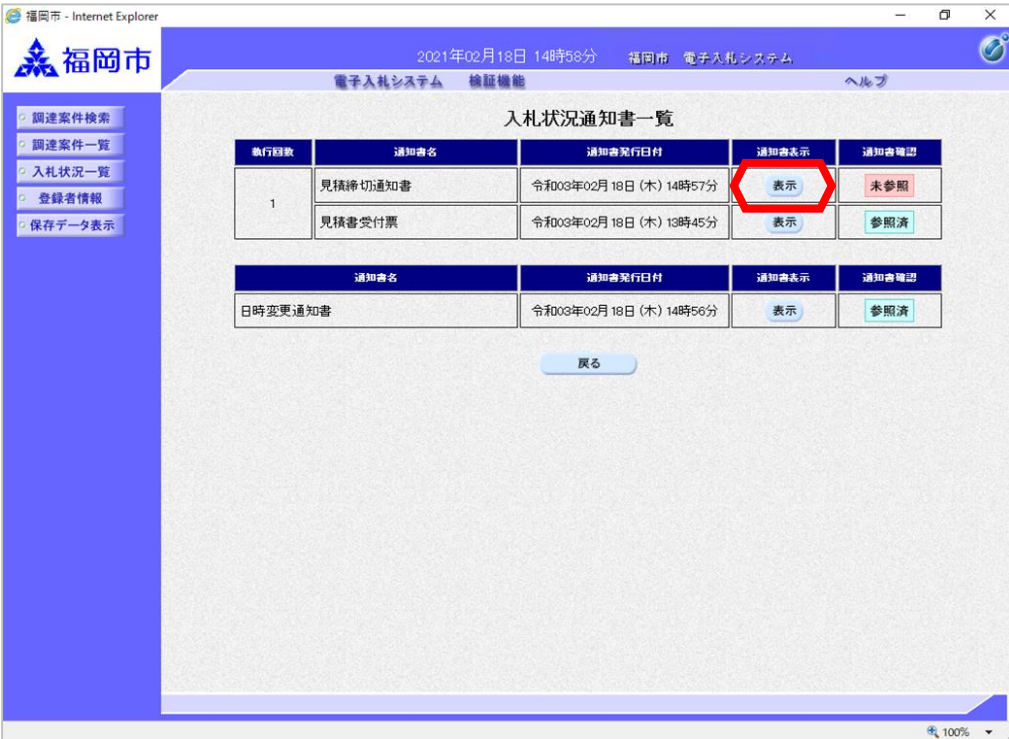 福岡市 - Internet Explorer
福岡市
2021年02月18日 14時58分 福岡市 電子入札システム
電子入札システム 検証機能 ヘルプ
調達案件検索
調達案件一覧
入札状況一覧
登録者情報
保存データ表示
入札状況通知書一覧
執行回数 通知書名 通知書発行日付 通知書表示 通知書確認
1 見積締切通知書 令和03年02月18日 (木) 14時57分 表示 未参照
見積書受付票 令和03年02月18日 (木) 13時45分 表示 参照済
通知書名 通知書発行日付 通知書表示 通知書確認
日時変更通知書 令和03年02月18日 (木) 14時56分 表示 参照済
戻る
100%